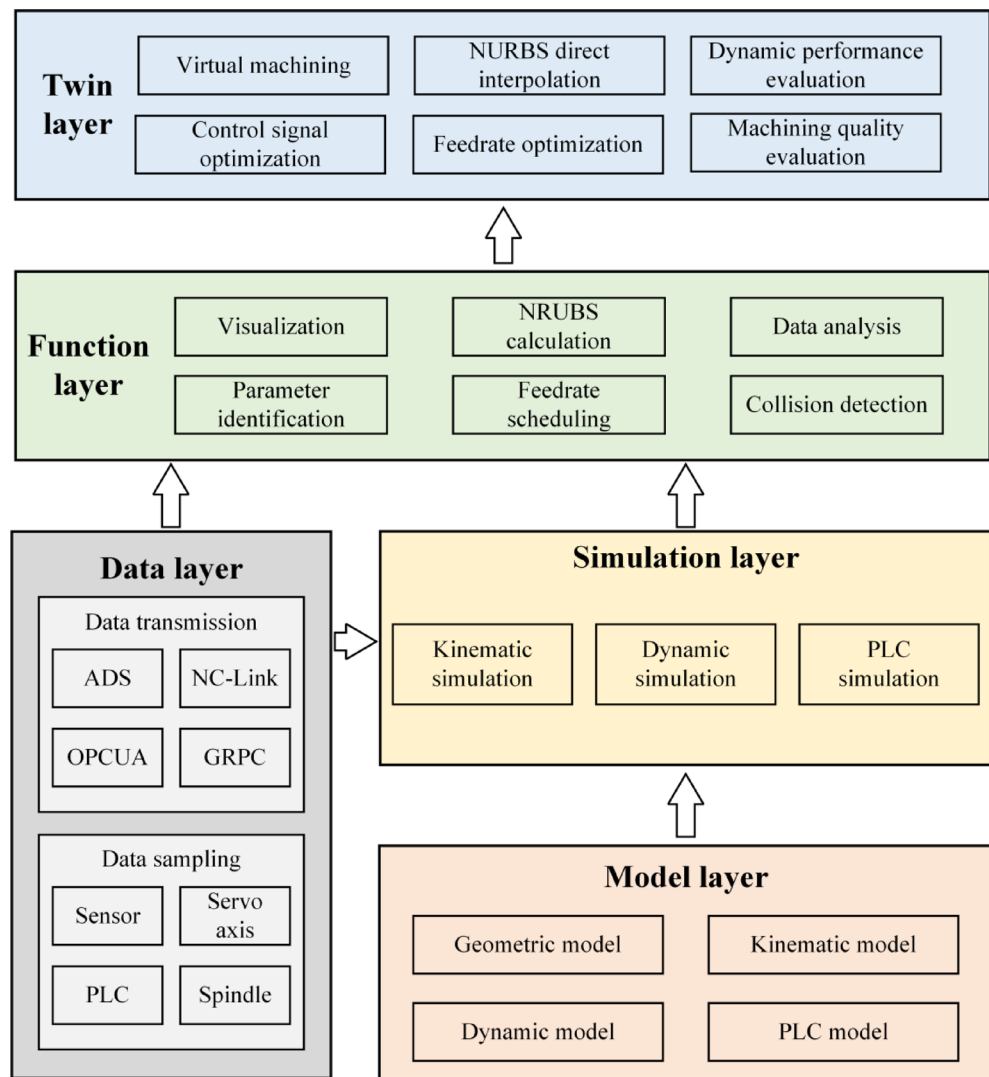 Twin
layer
Virtual machining
NURBS direct
interpolation
Dynamic performance
evaluation
Control signal
optimization
Feedrate optimization
Machining quality
evaluation
Function
layer
Visualization
NRUBS
calculation
Data analysis
Parameter
identification
Feedrate
scheduling
Collision detection
Data layer
Data transmission
ADS
NC-Link
OPCUA
GRPC
Data sampling
Sensor
Servo
axis
PLC
Spindle
Simulation layer
Kinematic
simulation
Dynamic
simulation
PLC
simulation
Model layer
Geometric model
Kinematic model
Dynamic model
PLC model